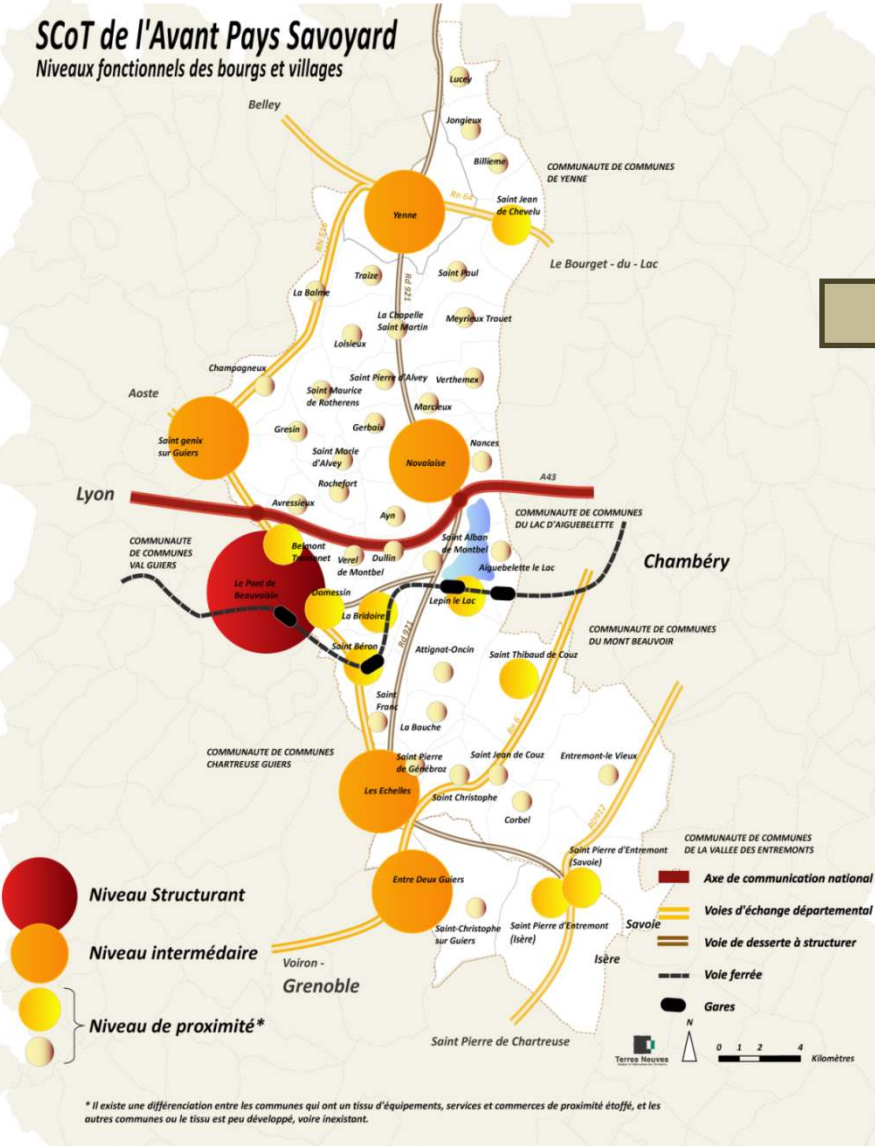 SCoT de l'Avant Pays Savoyard
Niveaux fonctionnels des bourgs et villages
Lucey
Belley
Jongieux
Billieme
COMMUNAUTE DE COMMUNES
DE YENNE
Yenne
Rn 64
Saint Jean
de Chevelu
RN 516
Le Bourget - du - Lac
Traize
Rd 921
Saint Paul
La Balme
La Chapelle
Saint Martin
Meyrieux Trouet
Loisieux
Champagneux
Saint Pierre d'Alvey
Verthemex
Aoste
Saint Maurice
de Rotherens
Marcieux
Saint genix
sur Guiers
Gresin
Gerbaix
Nances
Saint Marie
d'Alvey
Novalaise
Rochefort
A43
Lyon
Avressieux
Ayn
COMMUNAUTE DE COMMUNES
DU LAC D'AIGUEBELETTE
COMMUNAUTE
DE COMMUNES
VAL GUIERS
Belmont
Tramonet
Verel
de Montbel
Dullin
Saint Alban
de Montbel
Aiguebelette le Lac
Chambéry
Le Pont de
Beauvoisin
Domessin
La Bridoire
Lepin le Lac
COMMUNAUTE DE COMMUNES
DU MONT BEAUVOIR
Saint Béron
Rd 921
Attignat-Oncin
Saint Thibaud de Couz
Saint
Franc
La Bauche
Rn 6
COMMUNAUTE DE COMMUNES
CHARTREUSE GUIERS
Saint Pierre
de Génébroz
Saint Jean de Couz
Entremont-le Vieux
Les Echelles
Saint Christophe
Corbel
RD912
COMMUNAUTE DE COMMUNES
DE LA VALLEE DES ENTREMONTS
Saint Pierre d'Entremont
(Savoie)
Entre Deux Guiers
Saint Pierre d'Entremont
(Isère)
Saint-Christophe
sur Guiers
Savoie
Isère
Voiron -
Grenoble
Saint Pierre de Chartreuse
Niveau Structurant
Niveau intermédaire
Niveau de proximité*
Axe de communication national
Voies d'échange départemental
Voie de desserte à structurer
Voie ferrée
Gares
Terres Neuves
N
0 1 2 4
Kilomètres
* Il existe une différenciation entre les communes qui ont un tissu d'équipements, services et commerces de proximité étoffé, et les
autres communes ou le tissu est peu développé, voire inexistant.